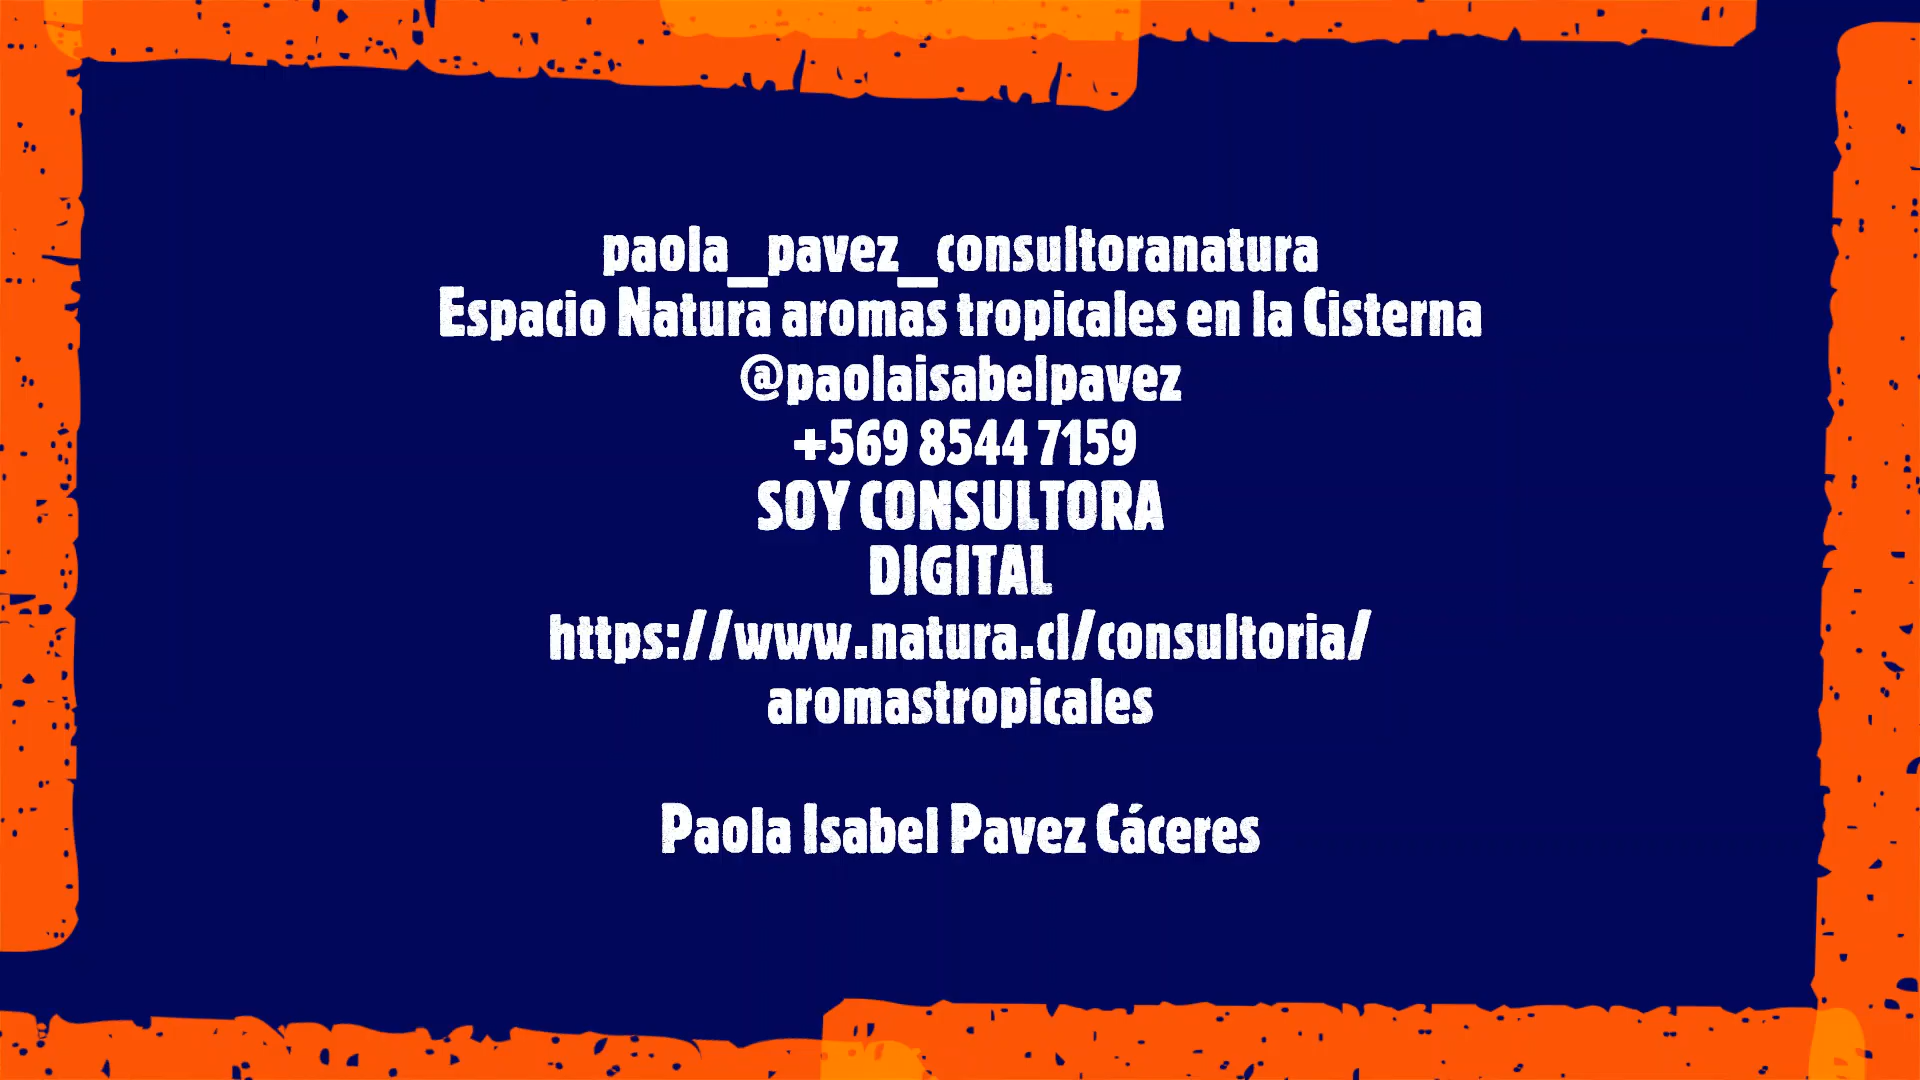 paola_pavez_consultoranatura
Espacio Natura aromas tropicales en la Cisterna
@paolaisabelpavez
+569 8544 7159
SOY CONSULTORA
DIGITAL
https://www.natura.cl/consultoria/
aromastropicales
Paola Isabel Pavez Cáceres